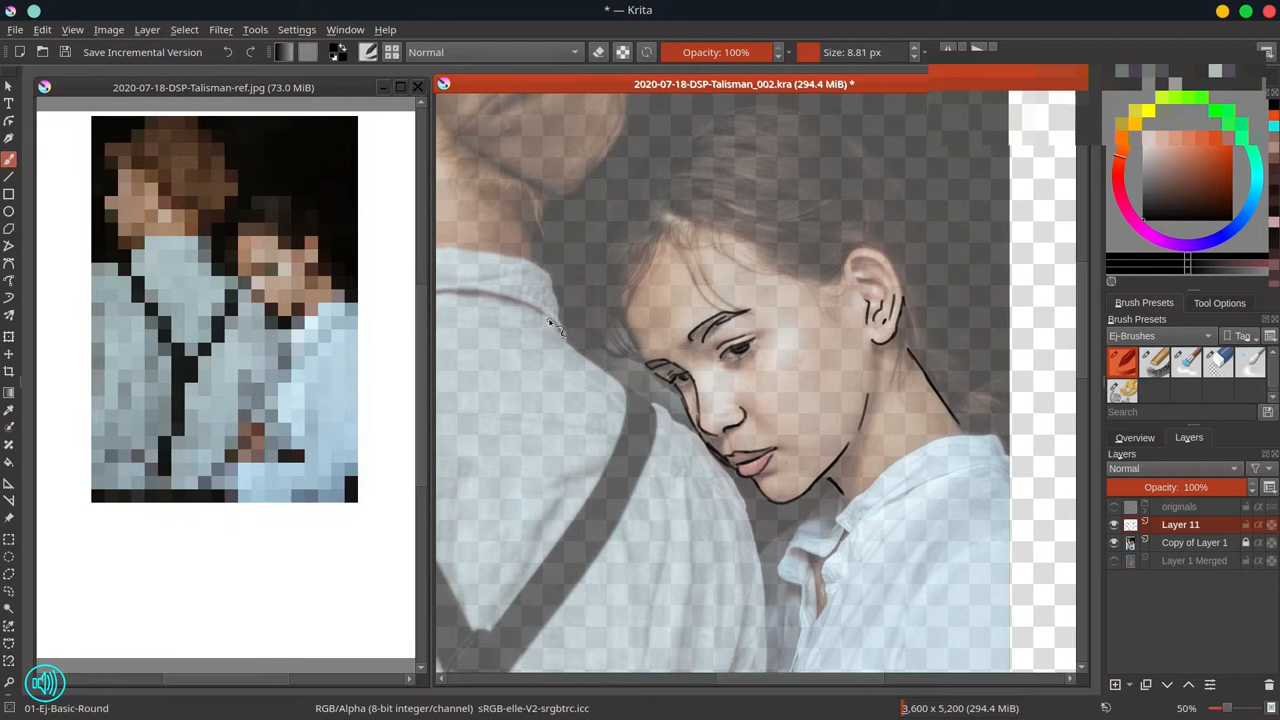 * — Krita
File Edit View Image Layer Select Filter Tools Settings Window Help
Save Incremental Version Normal Opacity: 100% Size: 8.81 px
2020-07-18-DSP-Talisman-ref.jpg (73.0 MiB)
2020-07-18-DSP-Talisman_002.kra (294.4 MiB) *
Brush Presets Tool Options
Brush Presets
Ej-Brushes Tag
Search
Overview Layers
Layers
Normal
Opacity: 100%
originals
Layer 11
Copy of Layer 1
Layer 1 Merged
01-Ej-Basic-Round RGB/Alpha (8-bit integer/channel) sRGB-elle-V2-srgbtrc.icc 3,600 x 5,200 (294.4 MiB) 50%